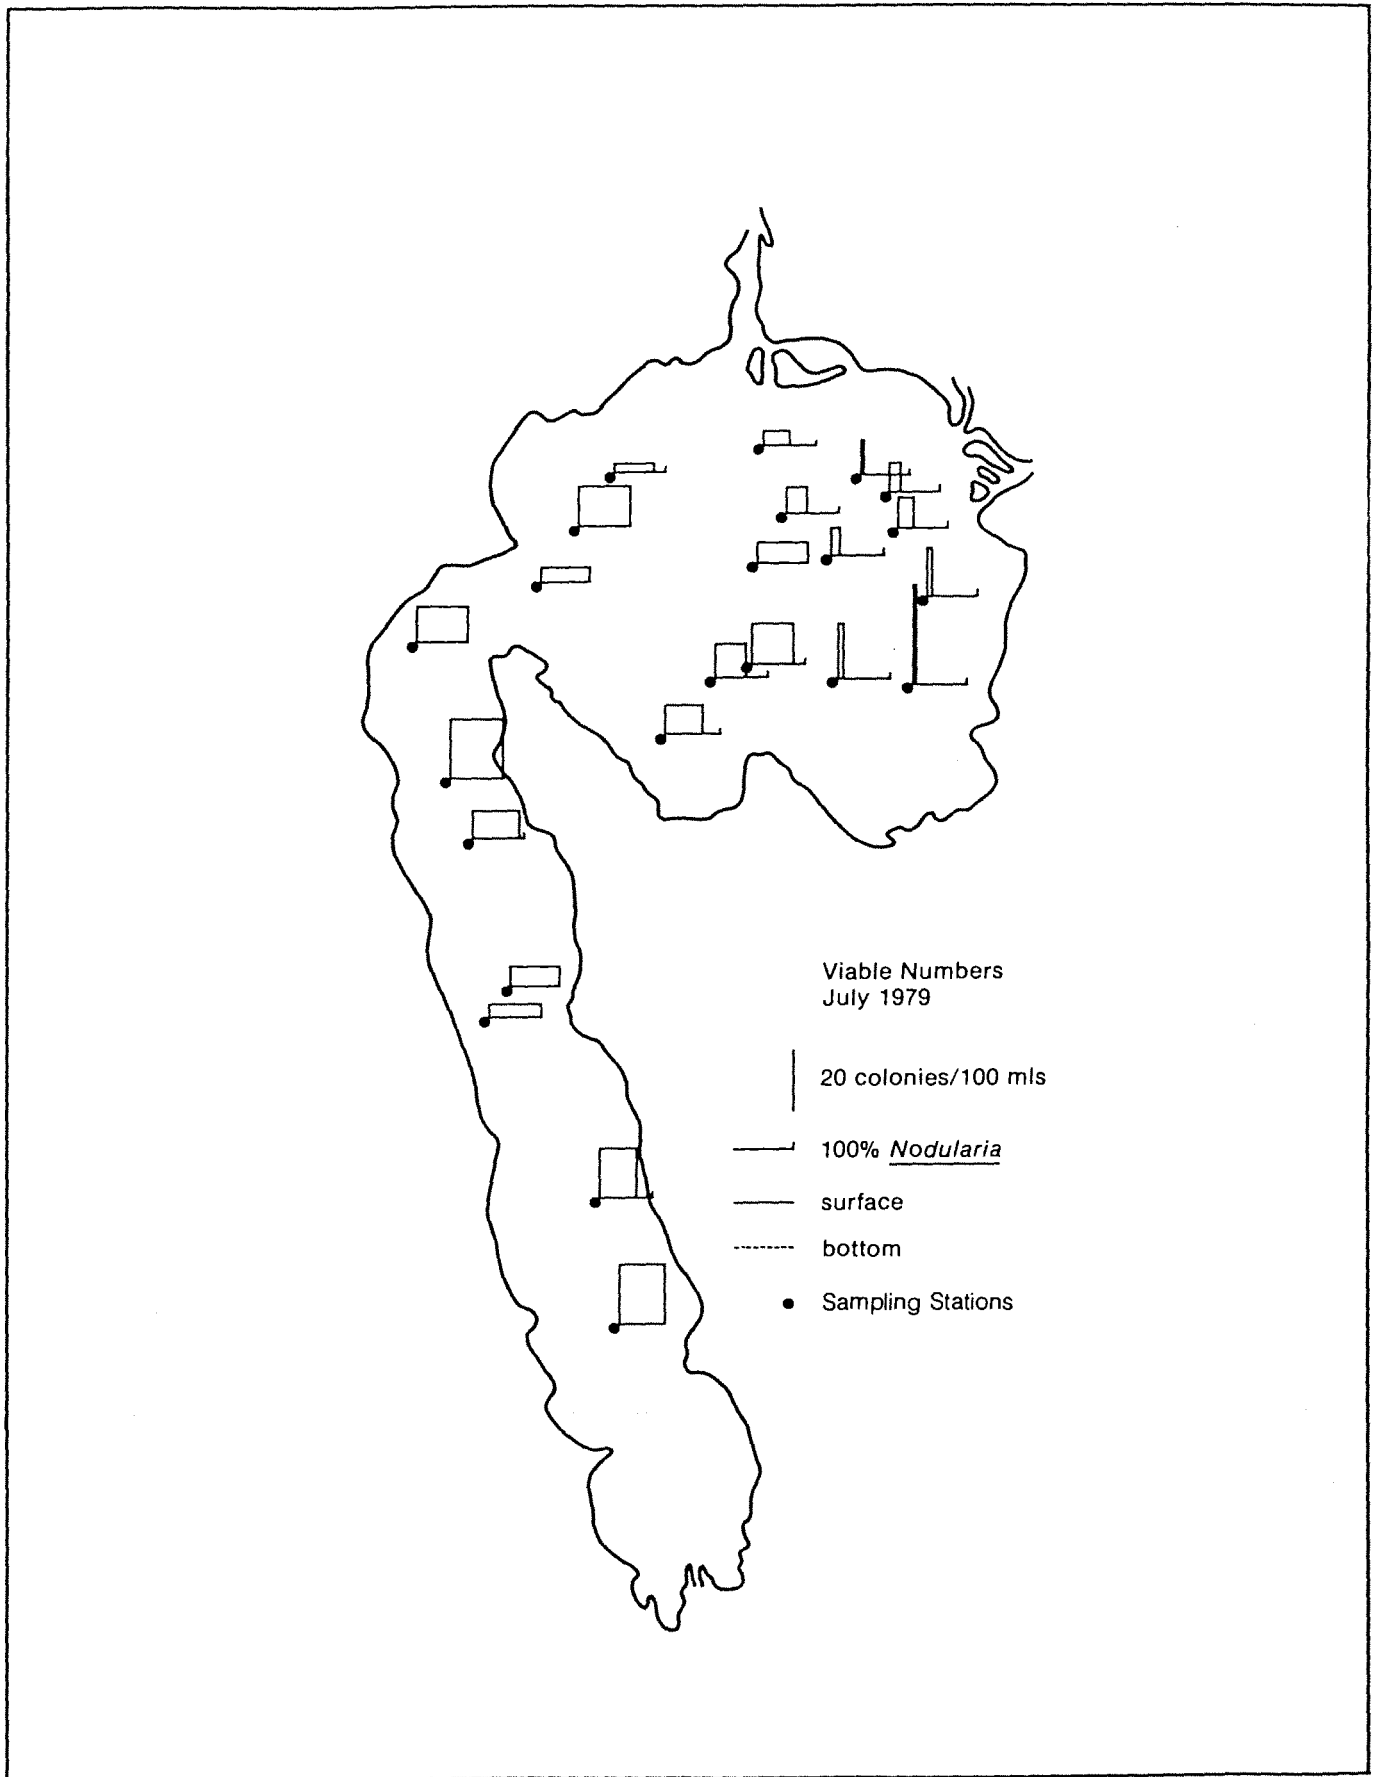 Viable Numbers
July 1979
20 colonies/100 mls
100% Nodularia
surface
bottom
Sampling Stations